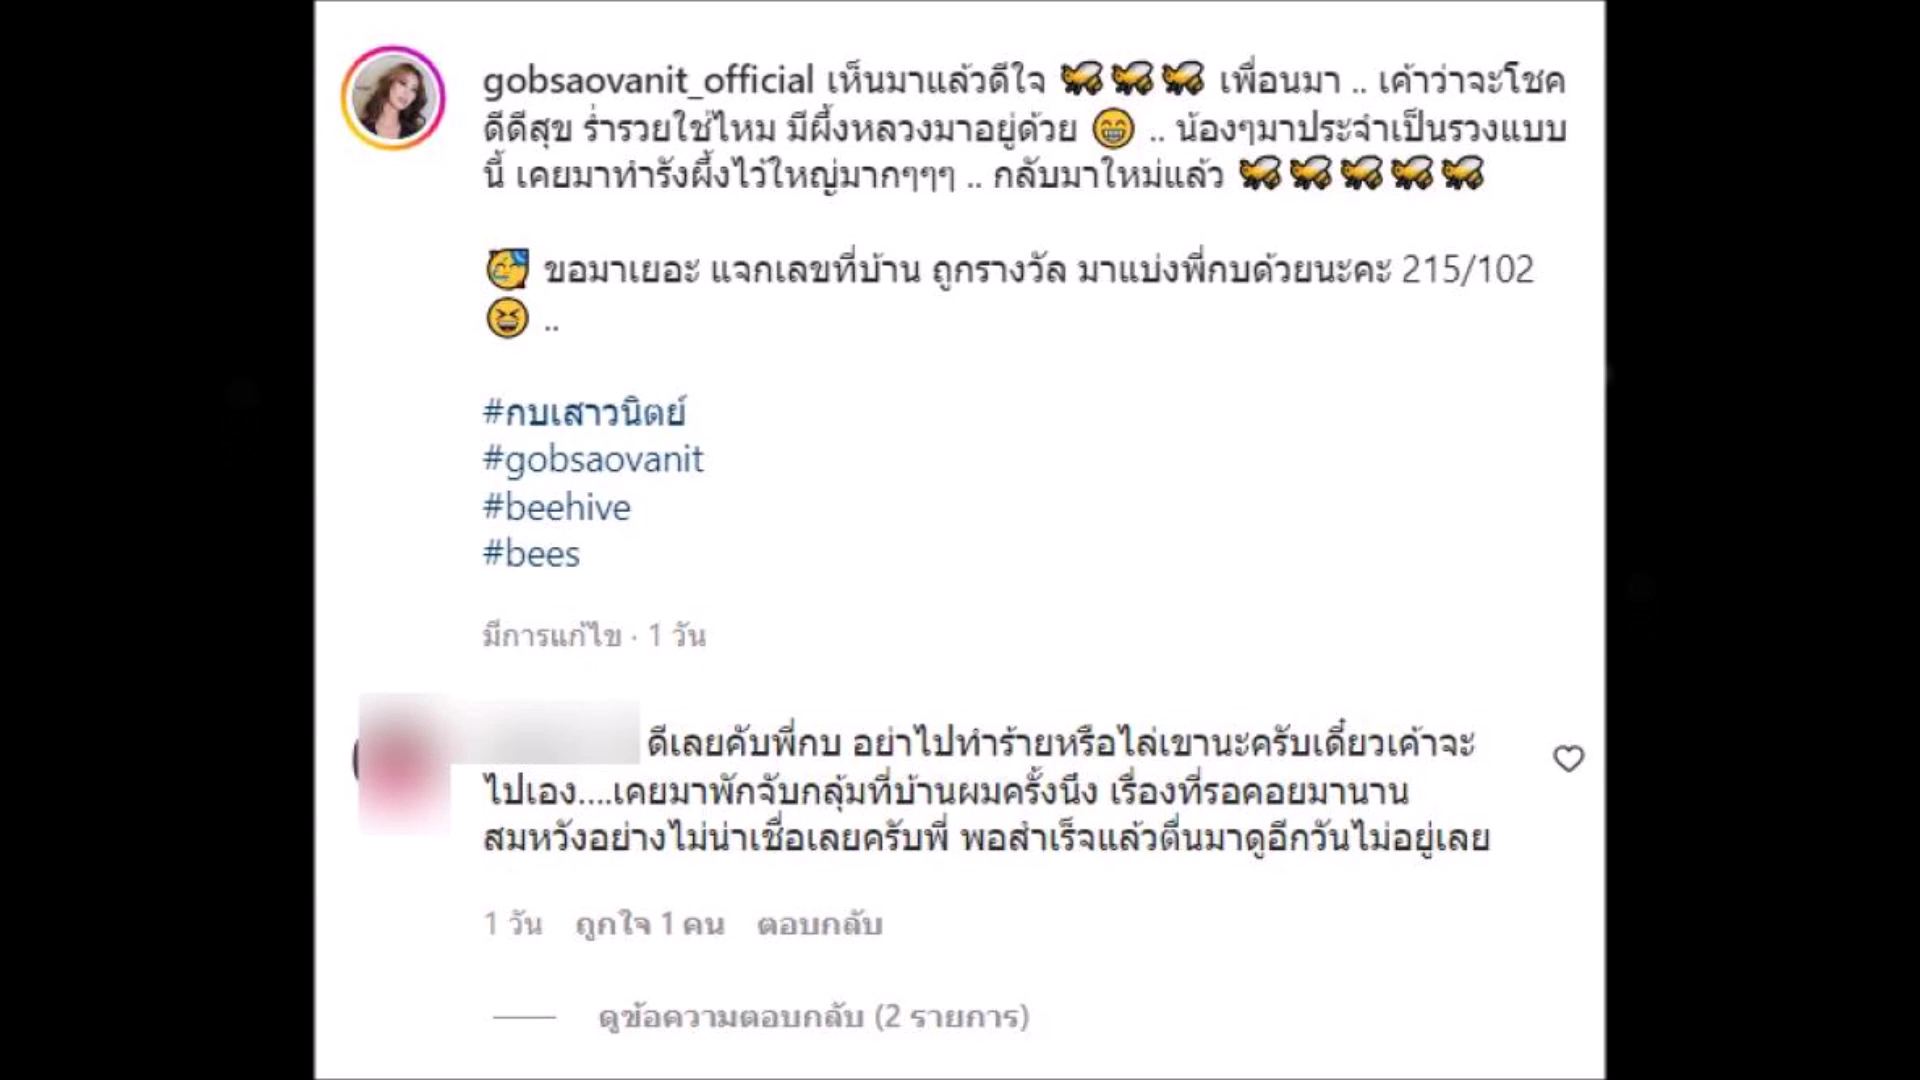 gobsaovanit_official เห็นมาแล้วดีใจ 🐝🐝🐝 เพื่อนมา .. เค้าว่าจะโชค
ดีดีสุข ร่ำรวยใช่ไหม มีผึ้งหลวงมาอยู่ด้วย 😁 .. น้องๆมาประจำเป็นรวงแบบ
นี้ เคยมาทำรังผึ้งไว้ใหญ่มากๆๆๆ .. กลับมาใหม่แล้ว 🐝🐝🐝🐝🐝
🥳 ขอมาเยอะ แจกเลขที่บ้าน ถูกรางวัล มาแบ่งพี่กบด้วยนะคะ 215/102
😆 ..
#กบเสาวนิตย์
#gobsaovanit
#beehive
#bees
มีการแก้ไข · 1 วัน
ดีเลยคับพี่กบ อย่าไปทำร้ายหรือไล่เขานะครับเดี๋ยวเค้าจะ
ไปเอง....เคยมาพักจับกลุ้มที่บ้านผมครั้งนึง เรื่องที่รอคอยมานาน
สมหวังอย่างไม่น่าเชื่อเลยครับพี่ พอสำเร็จแล้วตื่นมาดูอีกวันไม่อยู่เลย
1 วัน ถูกใจ 1 คน ตอบกลับ
ดูข้อความตอบกลับ (2 รายการ)